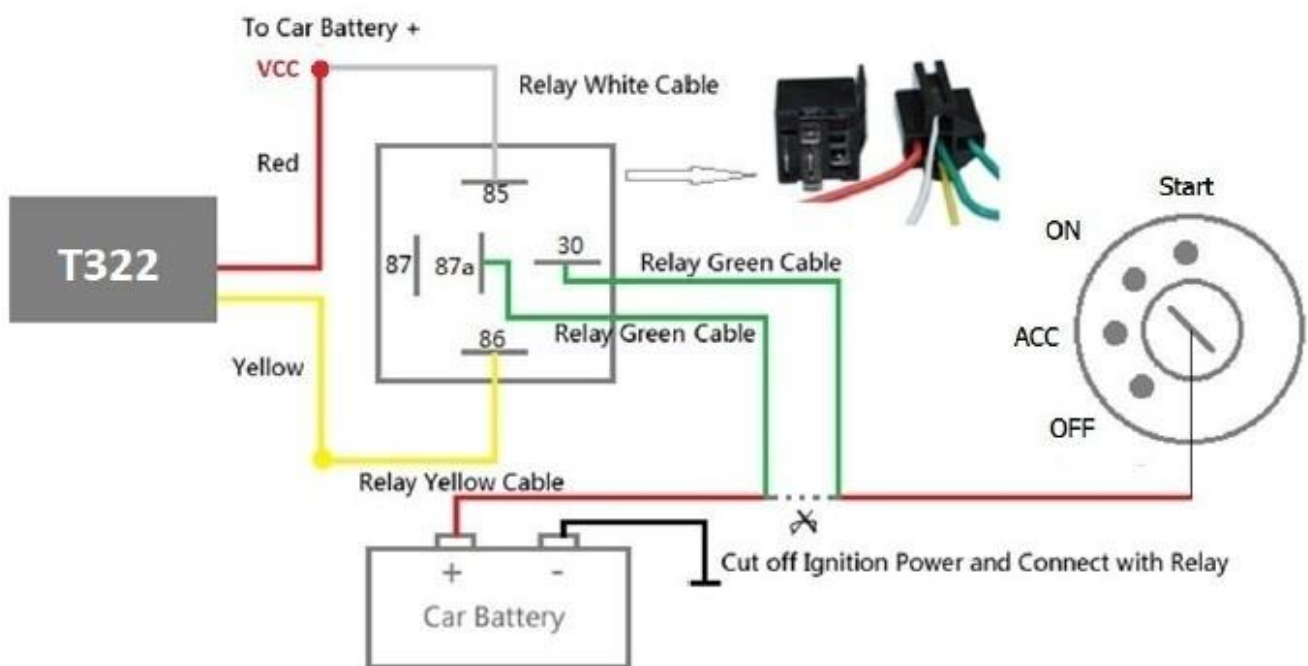 To Car Battery +
VCC
Relay White Cable
Red
85
Start
ON
T322
87
87a
30
Relay Green Cable
Relay Green Cable
ACC
86
Yellow
OFF
Relay Yellow Cable
Cut off Ignition Power and Connect with Relay
+
-
Car Battery